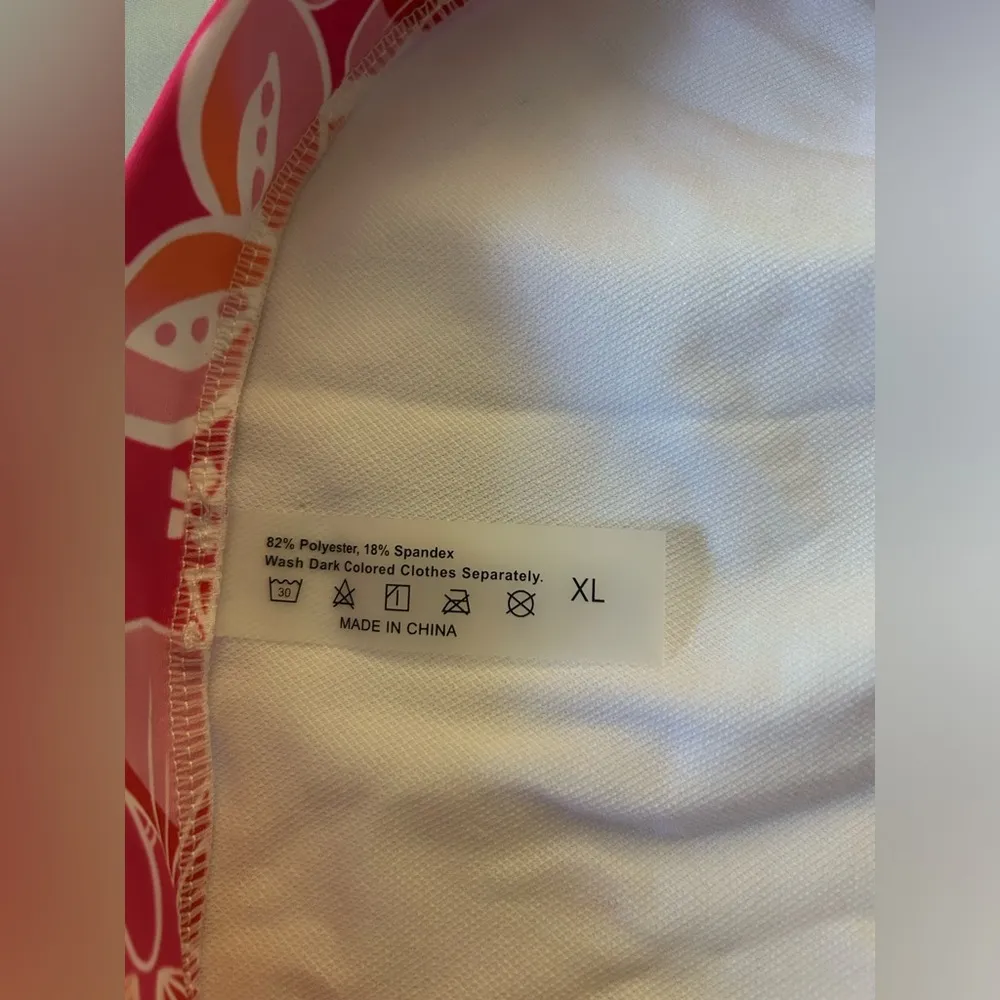 82% Polyester, 18% Spandex
Wash Dark Colored Clothes Separately.
30
XL
MADE IN CHINA